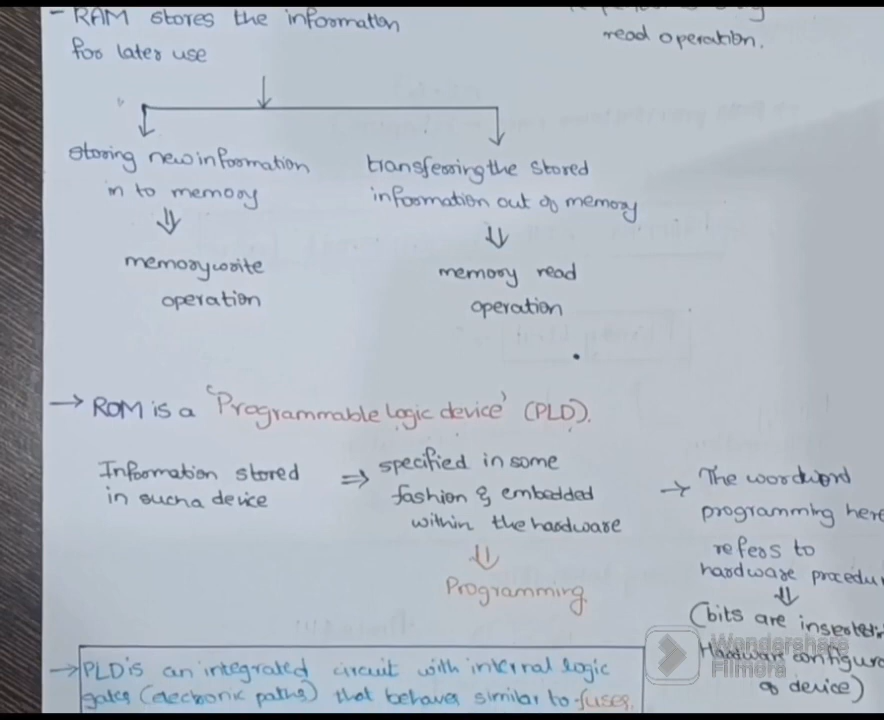 - RAM stores the information
for later use
read operation.
storing new information
in to memory
⇓
memory write
operation
transferring the stored
information out of memory
⇓
memory read
operation
→ ROM is a 'Programmable logic device' (PLD).
Information stored
in such a device
⇒ specified in some
fashion & embedded
within the hardware
⇓
Programming
→ The word word
programming here
refers to
hardware procedu
⇓
(bits are inserted in
Hardware configur
of device)
→ PLD is an integrated circuit with internal logic
gates (electronic paths) that behaves similar to fuses.
Wondershare
Filmora